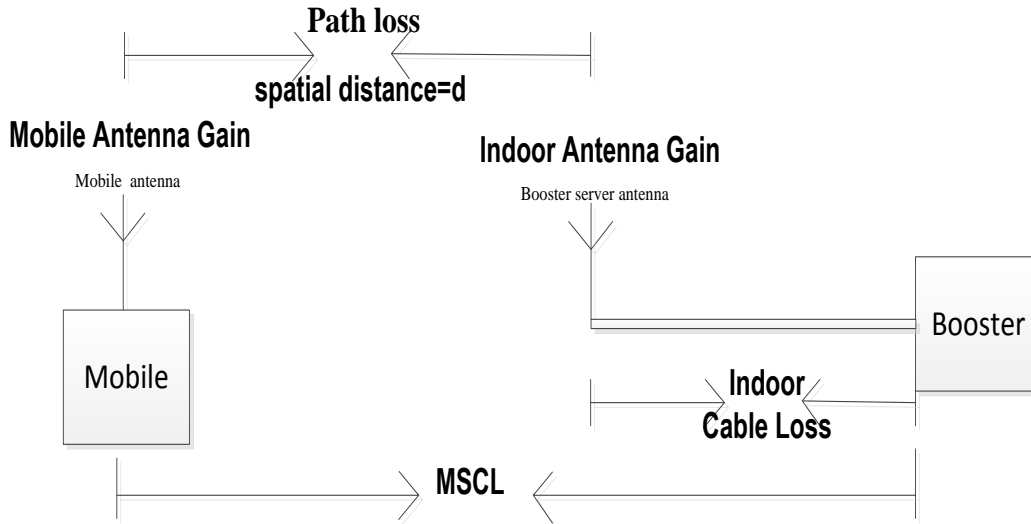 Path loss
spatial distance=d
Mobile Antenna Gain
Indoor Antenna Gain
Mobile antenna
Booster server antenna
Booster
Mobile
Indoor
Cable Loss
MSCL